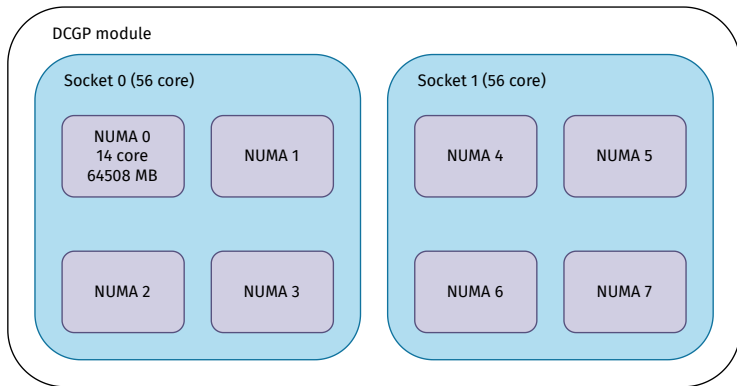 DCGP module
Socket 0 (56 core)
NUMA 0
14 core
64508 MB
NUMA 1
NUMA 2
NUMA 3
Socket 1 (56 core)
NUMA 4
NUMA 5
NUMA 6
NUMA 7